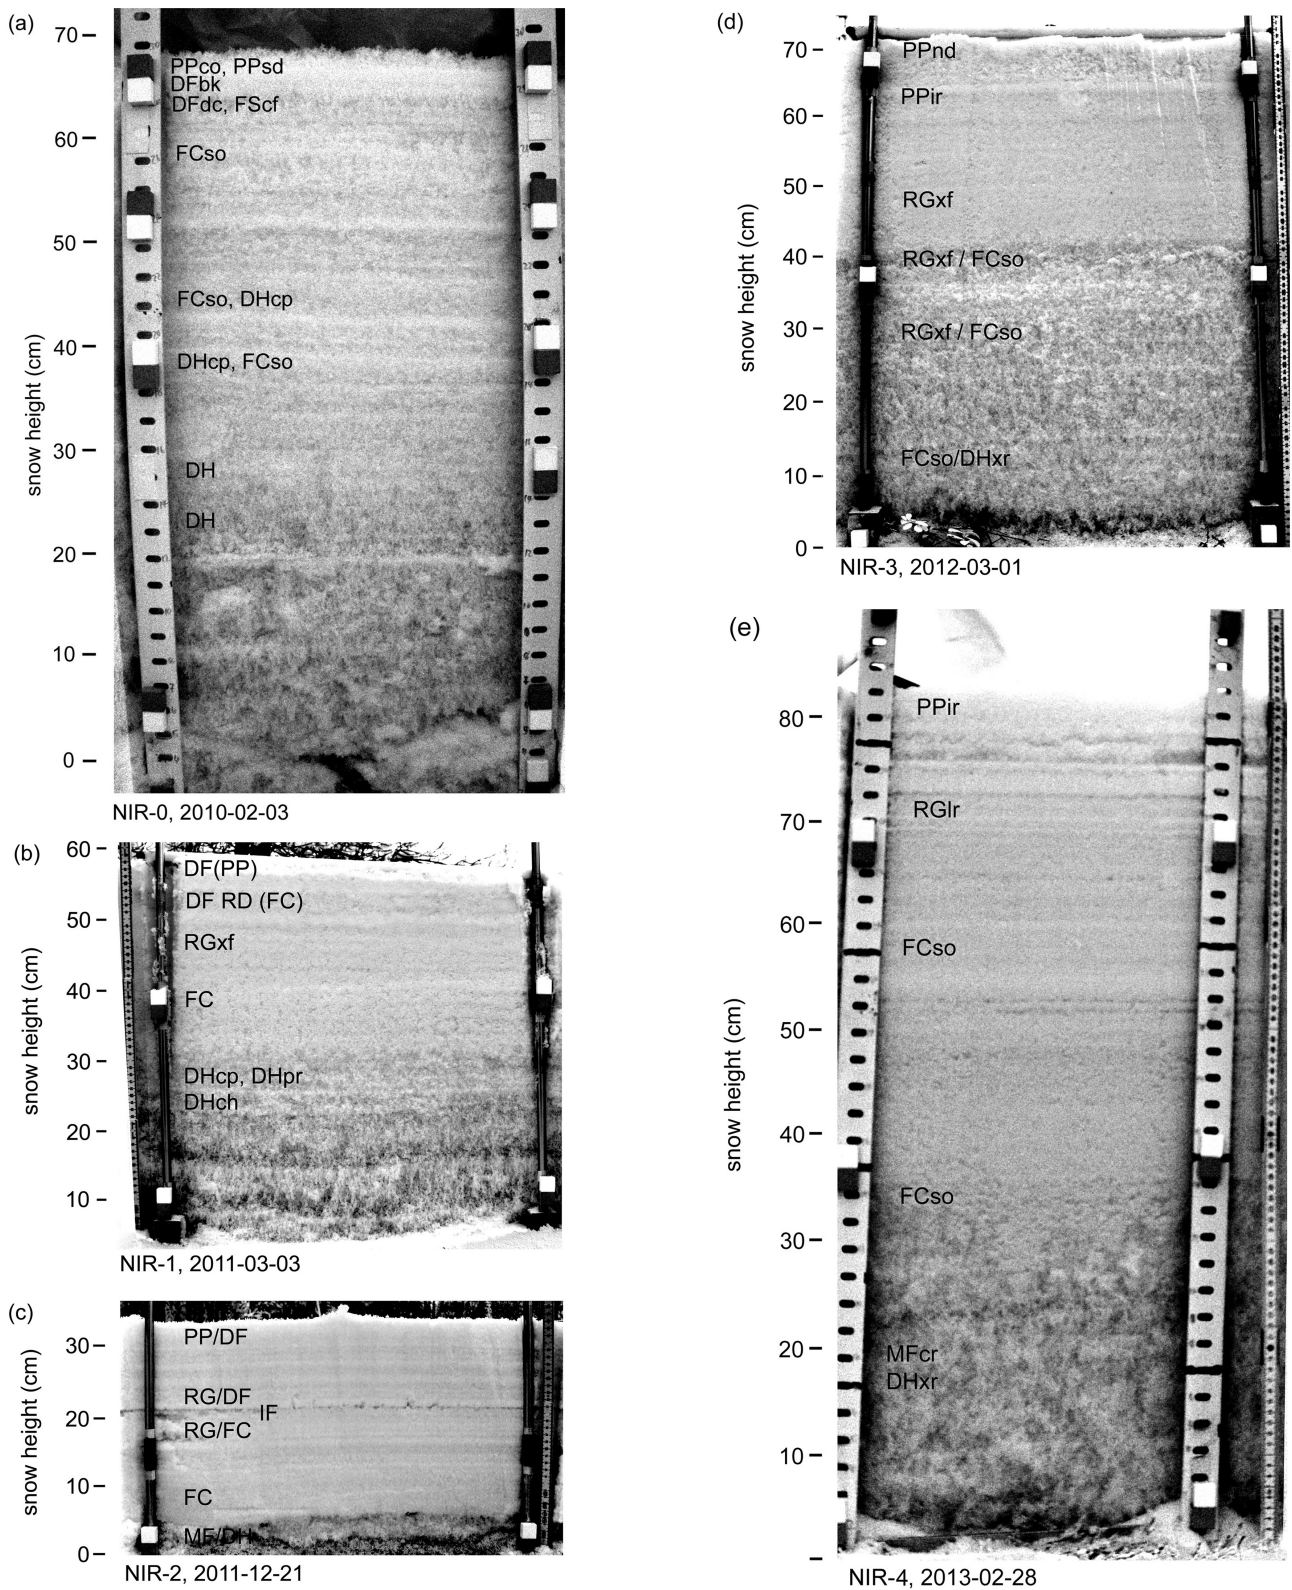 (a)
70
60
50
40
30
20
10
0
snow height (cm)
PPco, PPsd
DFbk
DFdc, FScf
FCso
FCso, DHcp
DHcp, FCso
DH
DH
NIR-0, 2010-02-03
(b)
60
50
40
30
20
10
snow height (cm)
DF(PP)
DF RD (FC)
RGxf
FC
DHcp, DHpr
DHch
NIR-1, 2011-03-03
(c)
30
20
10
0
snow height (cm)
PP/DF
RG/DF
IF
RG/FC
FC
MF/DH
NIR-2, 2011-12-21
(d)
70
60
50
40
30
20
10
0
snow height (cm)
PPnd
PPir
RGxf
RGxf / FCso
RGxf / FCso
FCso/DHxr
NIR-3, 2012-03-01
(e)
80
70
60
50
40
30
20
10
snow height (cm)
PPir
RGlr
FCso
FCso
MFcr
DHxr
NIR-4, 2013-02-28